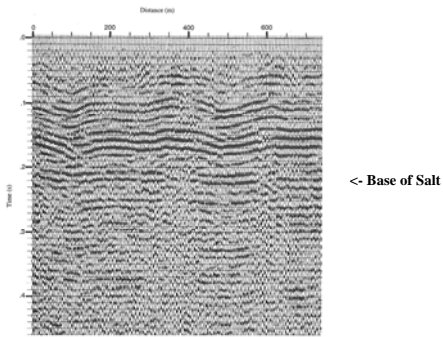 Distance (m)
0 200 400 600
.0
.1
.2
<- Base of Salt
Time (s)
.3
.4